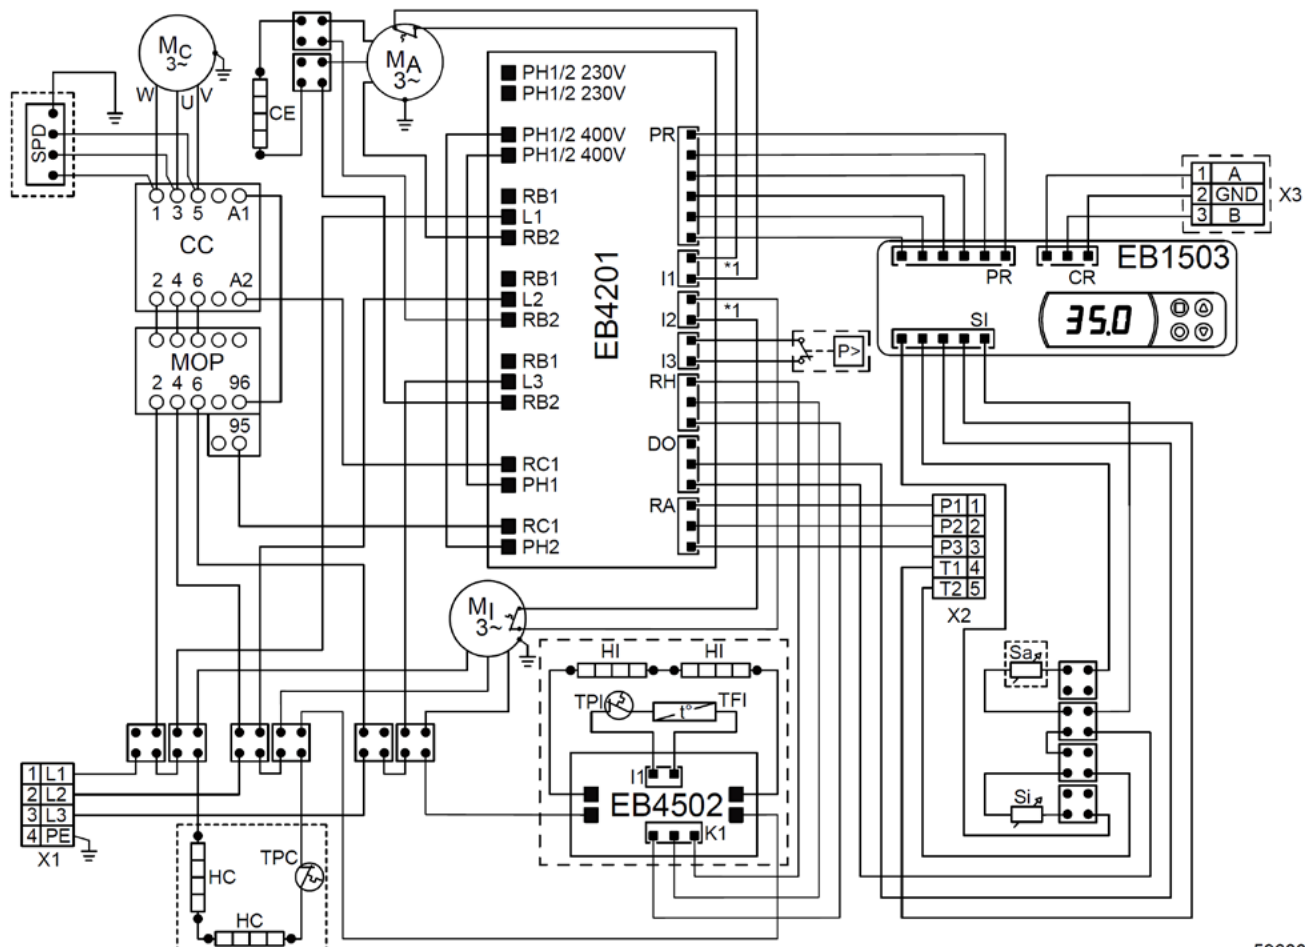 MC
3~
W
U
V
SPD
1 3 5 A1
CC
2 4 6 A2
MOP
2 4 6 96
95
CE
MA
3~
PH1/2 230V
PH1/2 230V
PH1/2 400V
PH1/2 400V
RB1
L1
RB2
RB1
L2
RB2
RB1
L3
RB2
RC1
PH1
RC1
PH2
EB4201
PR
I1
I2
I3
RH
DO
RA
*1
*1
P>
1 A
2 GND
3 B
X3
EB1503
PR
CR
SI
35.0
P1 1
P2 2
P3 3
T1 4
T2 5
X2
Sa
Si
MI
3~
HI
HI
TPI
t°
TFI
I1
EB4502
K1
1 L1
2 L2
3 L3
4 PE
X1
TPC
HC
HC